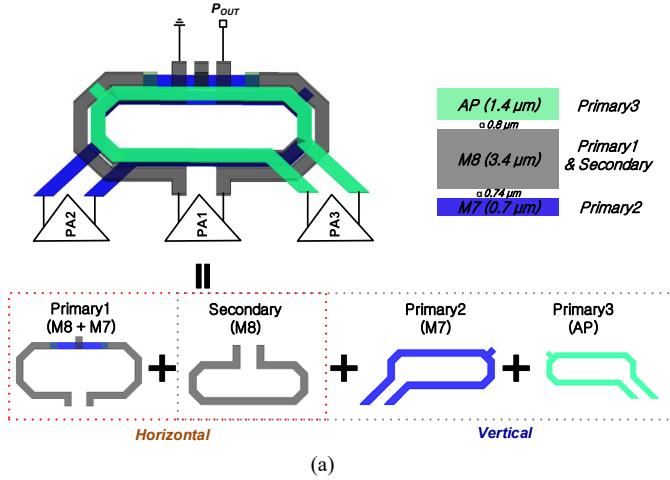 POUT
AP (1.4 µm)
Primary3
0.8 µm
M8 (3.4 µm)
Primary1
& Secondary
0.74 µm
M7 (0.7 µm)
Primary2
PA2
PA1
PA3
Primary1
(M8 + M7)
Secondary
(M8)
Primary2
(M7)
Primary3
(AP)
Horizontal
Vertical
(a)